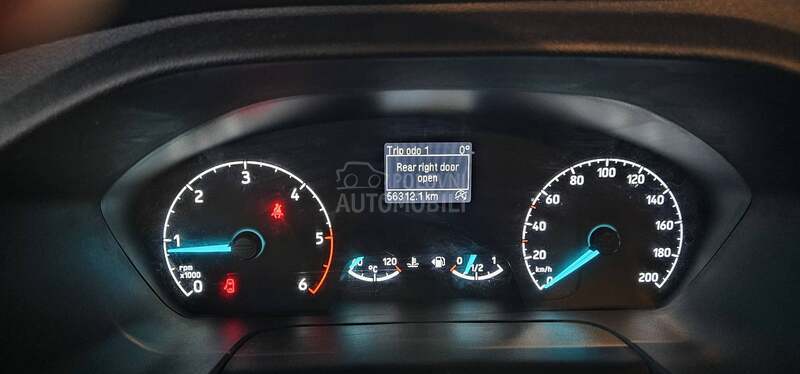 Trip odo 1 0°
Rear right door
open
56312.1 km
POLOVNI
AUTOMOBILI
0 1 2 3 4 5 6
rpm
x1000
60 120
°C
0 1/2 1
0 20 40 60 80 100 120 140 160 180 200
km/h